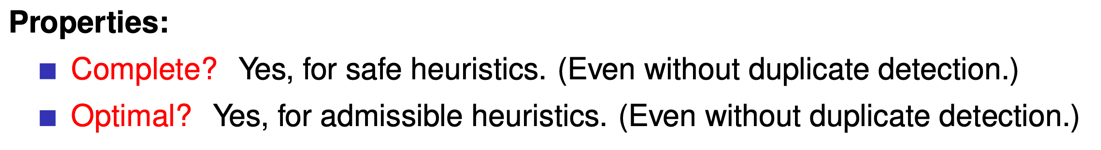 Properties:
Complete? Yes, for safe heuristics. (Even without duplicate detection.)
Optimal? Yes, for admissible heuristics. (Even without duplicate detection.)